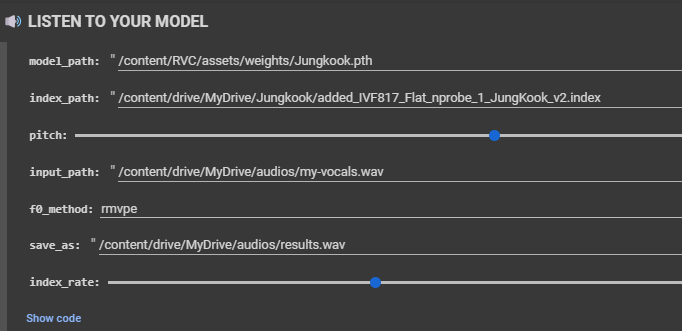 LISTEN TO YOUR MODEL
model_path: "/content/RVC/assets/weights/Jungkook.pth
index_path: "/content/drive/MyDrive/Jungkook/added_IVF817_Flat_nprobe_1_JungKook_v2.index
pitch:
input_path: "/content/drive/MyDrive/audios/my-vocals.wav
f0_method: rmvpe
save_as: "/content/drive/MyDrive/audios/results.wav
index_rate:
Show code